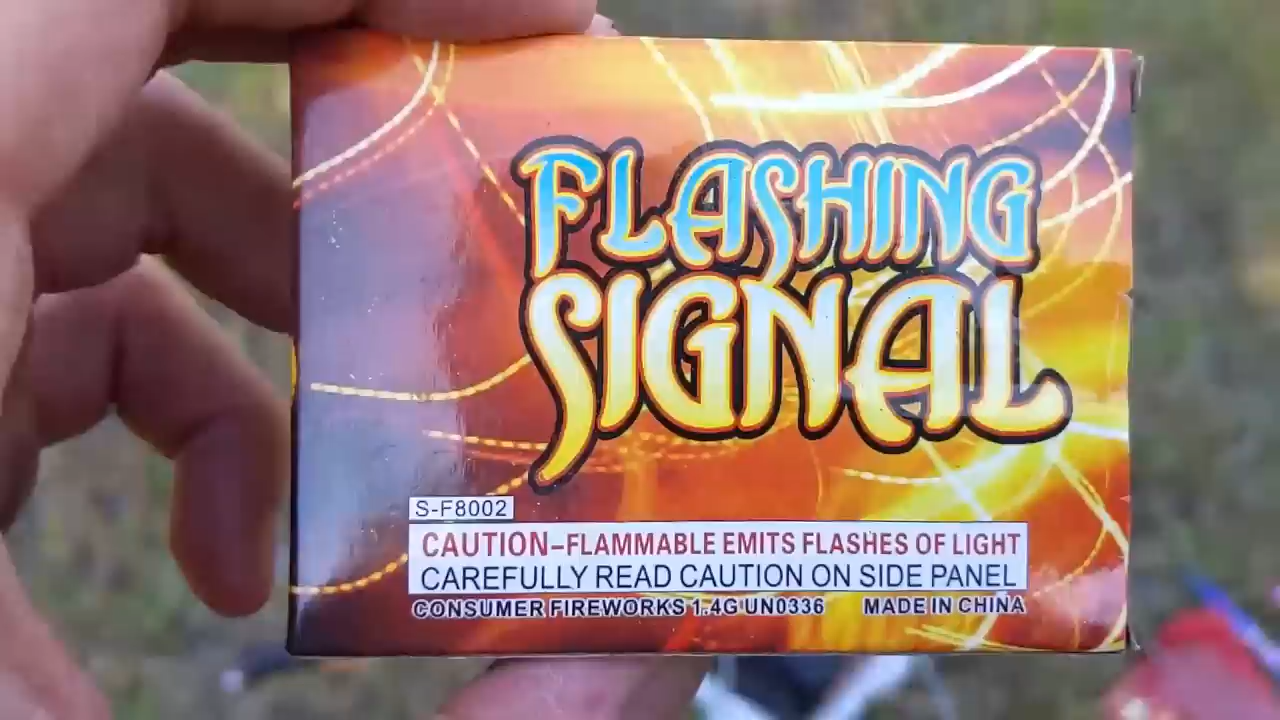 FLASHING
SIGNAL
S-F8002
CAUTION-FLAMMABLE EMITS FLASHES OF LIGHT
CAREFULLY READ CAUTION ON SIDE PANEL
CONSUMER FIREWORKS 1.4G UN0336 MADE IN CHINA